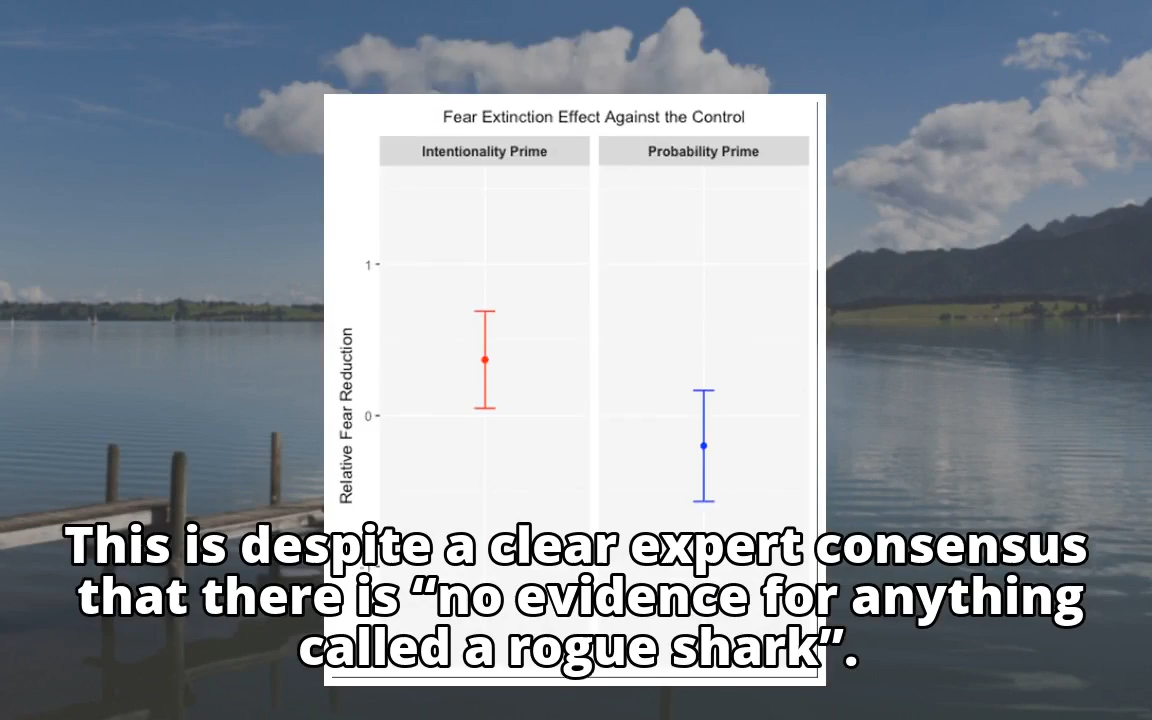 Fear Extinction Effect Against the Control
Intentionality Prime
Probability Prime
1
0
Relative Fear Reduction
This is despite a clear expert consensus
that there is “no evidence for anything
called a rogue shark”.